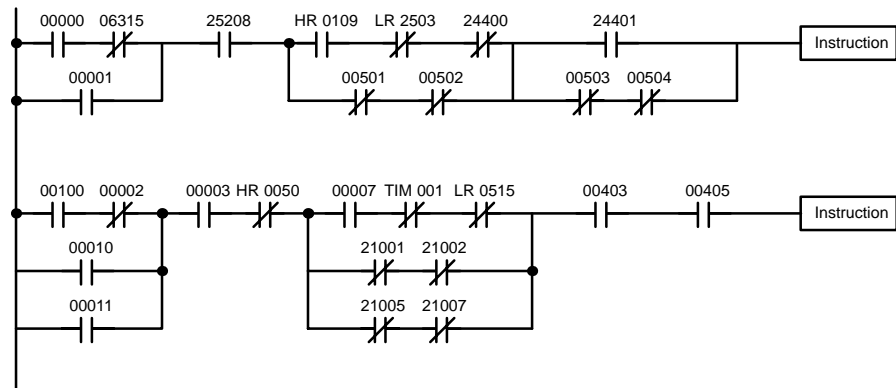 00000 06315 25208 HR 0109 LR 2503 24400 24401
Instruction
00001 00501 00502 00503 00504
00100 00002 00003 HR 0050 00007 TIM 001 LR 0515 00403 00405
Instruction
00010 21001 21002
00011 21005 21007